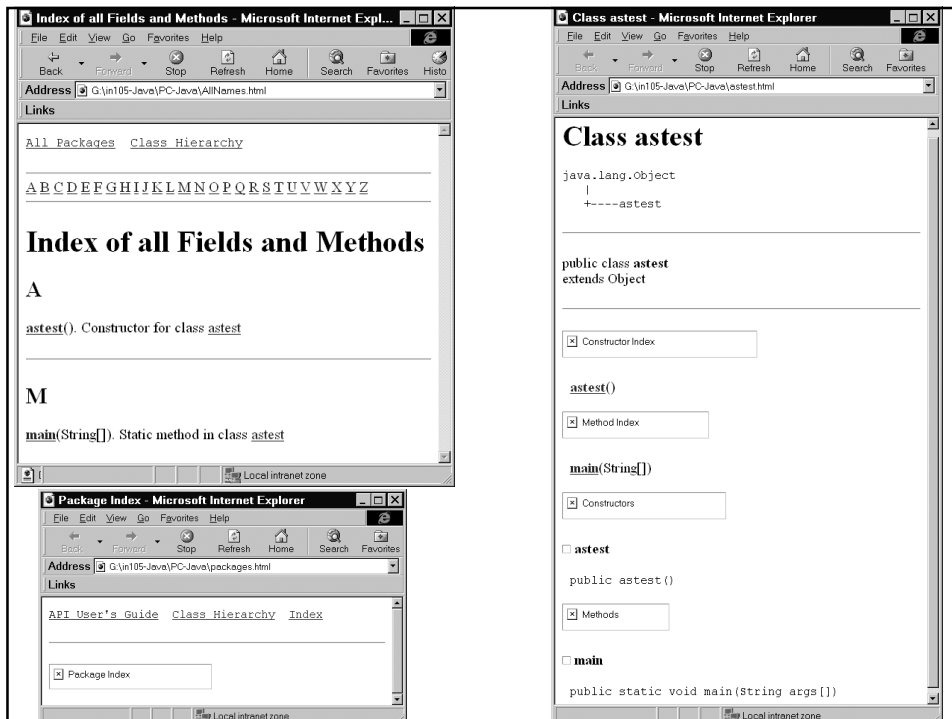 Index of all Fields and Methods - Microsoft Internet Expl...
File Edit View Go Favorites Help
Back Forward Stop Refresh Home Search Favorites Histo
Address G:\in105-Java\PC-Java\AllNames.html
Links
All Packages Class Hierarchy
A B C D E F G H I J K L M N O P Q R S T U V W X Y Z
Index of all Fields and Methods
A
astest(). Constructor for class astest
M
main(String[]). Static method in class astest
Local intranet zone
Package Index - Microsoft Internet Explorer
File Edit View Go Favorites Help
Back Forward Stop Refresh Home Search Favorites
Address G:\in105-Java\PC-Java\packages.html
Links
API User's Guide Class Hierarchy Index
Package Index
Local intranet zone
Class astest - Microsoft Internet Explorer
File Edit View Go Favorites Help
Back Forward Stop Refresh Home Search Favorites
Address G:\in105-Java\PC-Java\astest.html
Links
Class astest
java.lang.Object
|
+----astest
public class astest
extends Object
Constructor Index
astest()
Method Index
main(String[])
Constructors
astest
public astest()
Methods
main
public static void main(String args[])
Local intranet zone